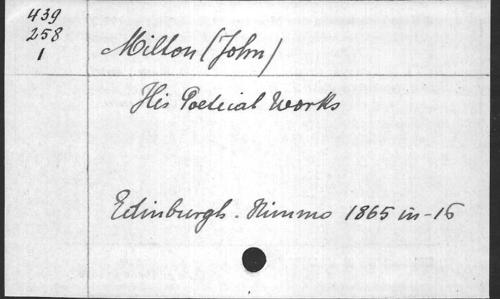 439
258
1
Milton (John)
His Poetical Works
Edinburgh. Nimmo 1865 in-16